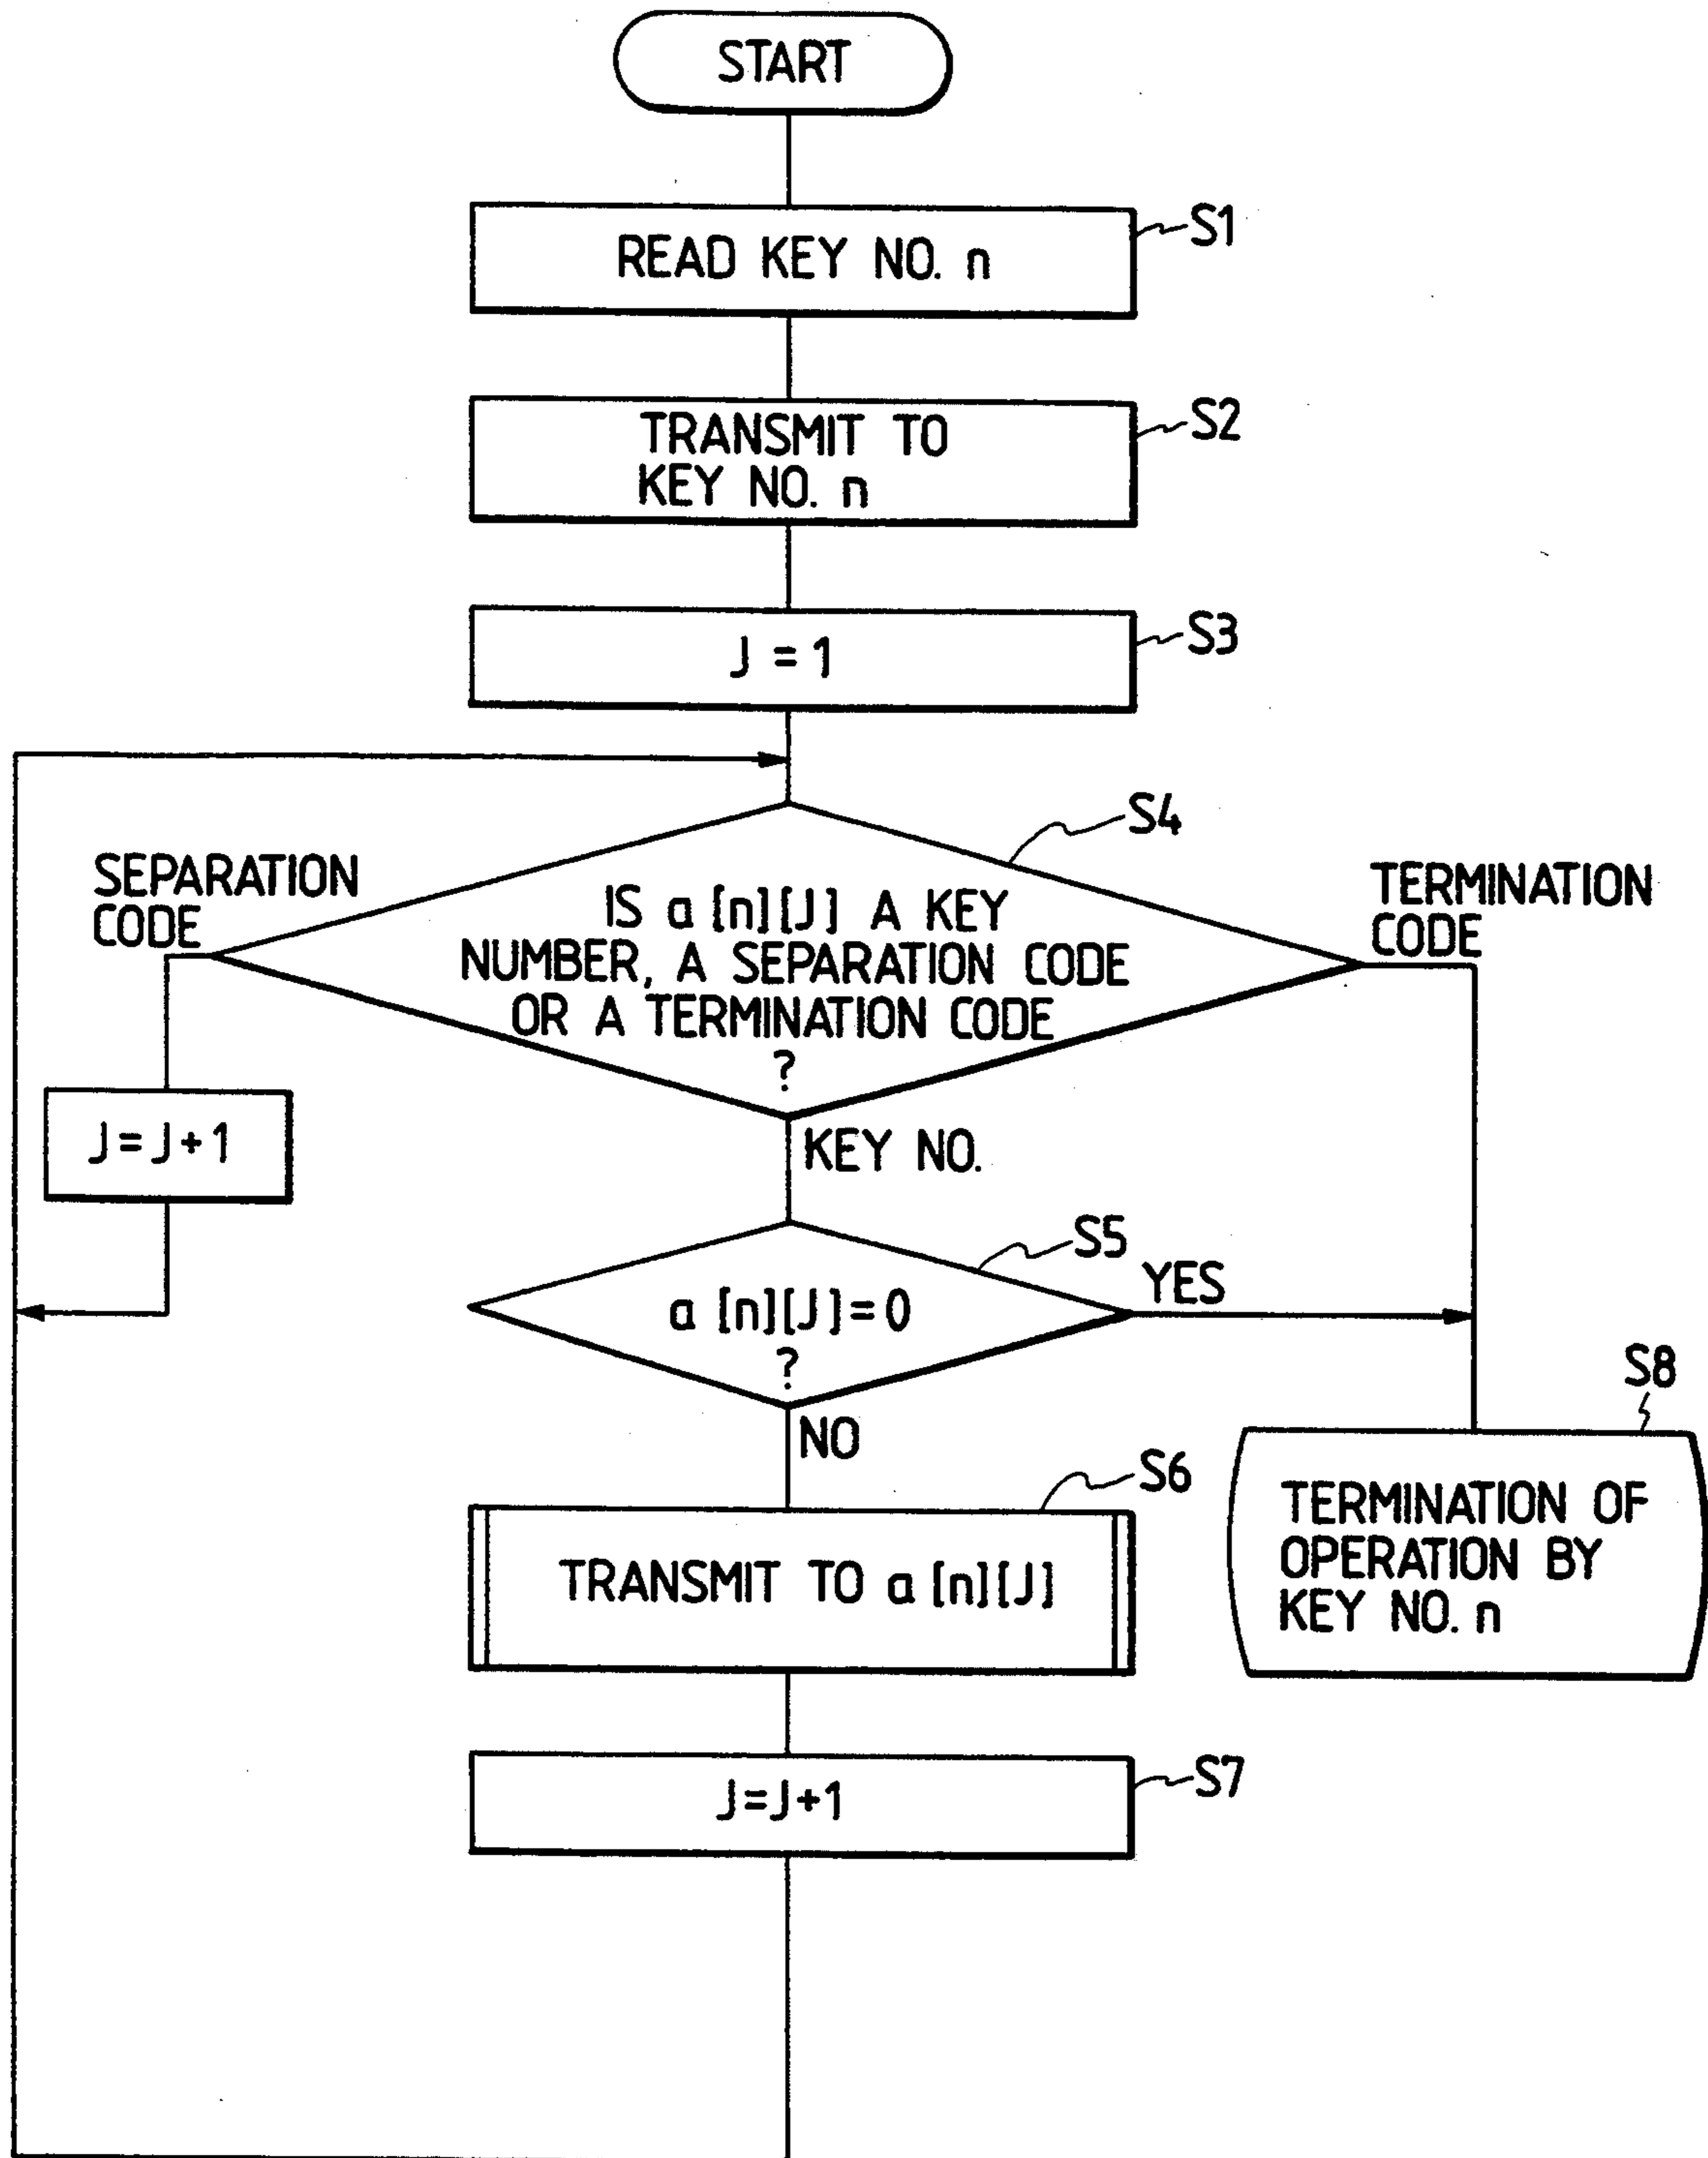 START
READ KEY NO. n
S1
TRANSMIT TO
KEY NO. n
S2
J = 1
S3
S4
SEPARATION
CODE
IS a [n][J] A KEY
NUMBER, A SEPARATION CODE
OR A TERMINATION CODE
?
TERMINATION
CODE
J=J+1
KEY NO.
S5
a [n][J]=0
?
YES
NO
S8
S6
TRANSMIT TO a [n][J]
TERMINATION OF
OPERATION BY
KEY NO. n
J=J+1
S7